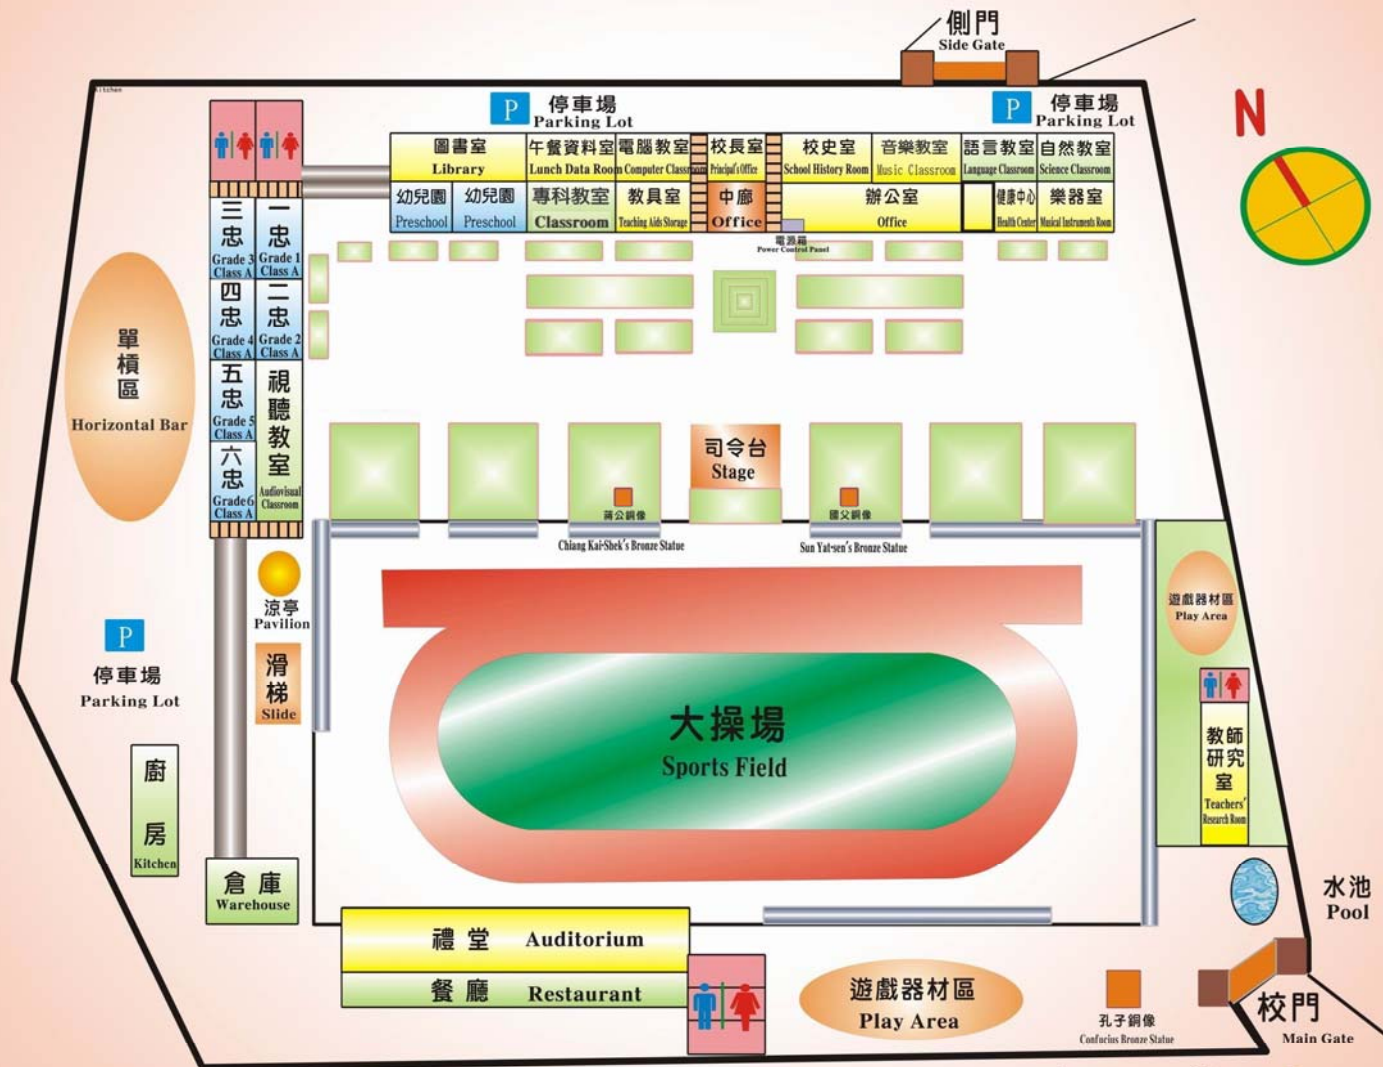 側門
Side Gate
Kitchen
P
停車場
Parking Lot
P
停車場
Parking Lot
N
圖書室
Library
午餐資料室
Lunch Data Room
電腦教室
Computer Classroom
校長室
Principal's Office
校史室
School History Room
音樂教室
Music Classroom
語言教室
Language Classroom
自然教室
Science Classroom
幼兒園
Preschool
幼兒園
Preschool
專科教室
Classroom
教具室
Teaching Aids Storage
中廊
Office
辦公室
Office
健康中心
Health Center
樂器室
Musical Instruments Room
電源箱
Power Control Panel
三忠
Grade 3
Class A
一忠
Grade 1
Class A
四忠
Grade 4
Class A
二忠
Grade 2
Class A
五忠
Grade 5
Class A
六忠
Grade 6
Class A
視聽教室
Audiovisual
Classroom
單槓區
Horizontal Bar
司令台
Stage
蔣公銅像
Chiang Kai-Shek's Bronze Statue
國父銅像
Sun Yat-sen's Bronze Statue
涼亭
Pavilion
滑梯
Slide
P
停車場
Parking Lot
廚房
Kitchen
倉庫
Warehouse
大操場
Sports Field
遊戲器材區
Play Area
教師
研究
室
Teachers'
Research Room
水池
Pool
禮堂 Auditorium
餐廳 Restaurant
遊戲器材區
Play Area
孔子銅像
Confucius Bronze Statue
校門
Main Gate